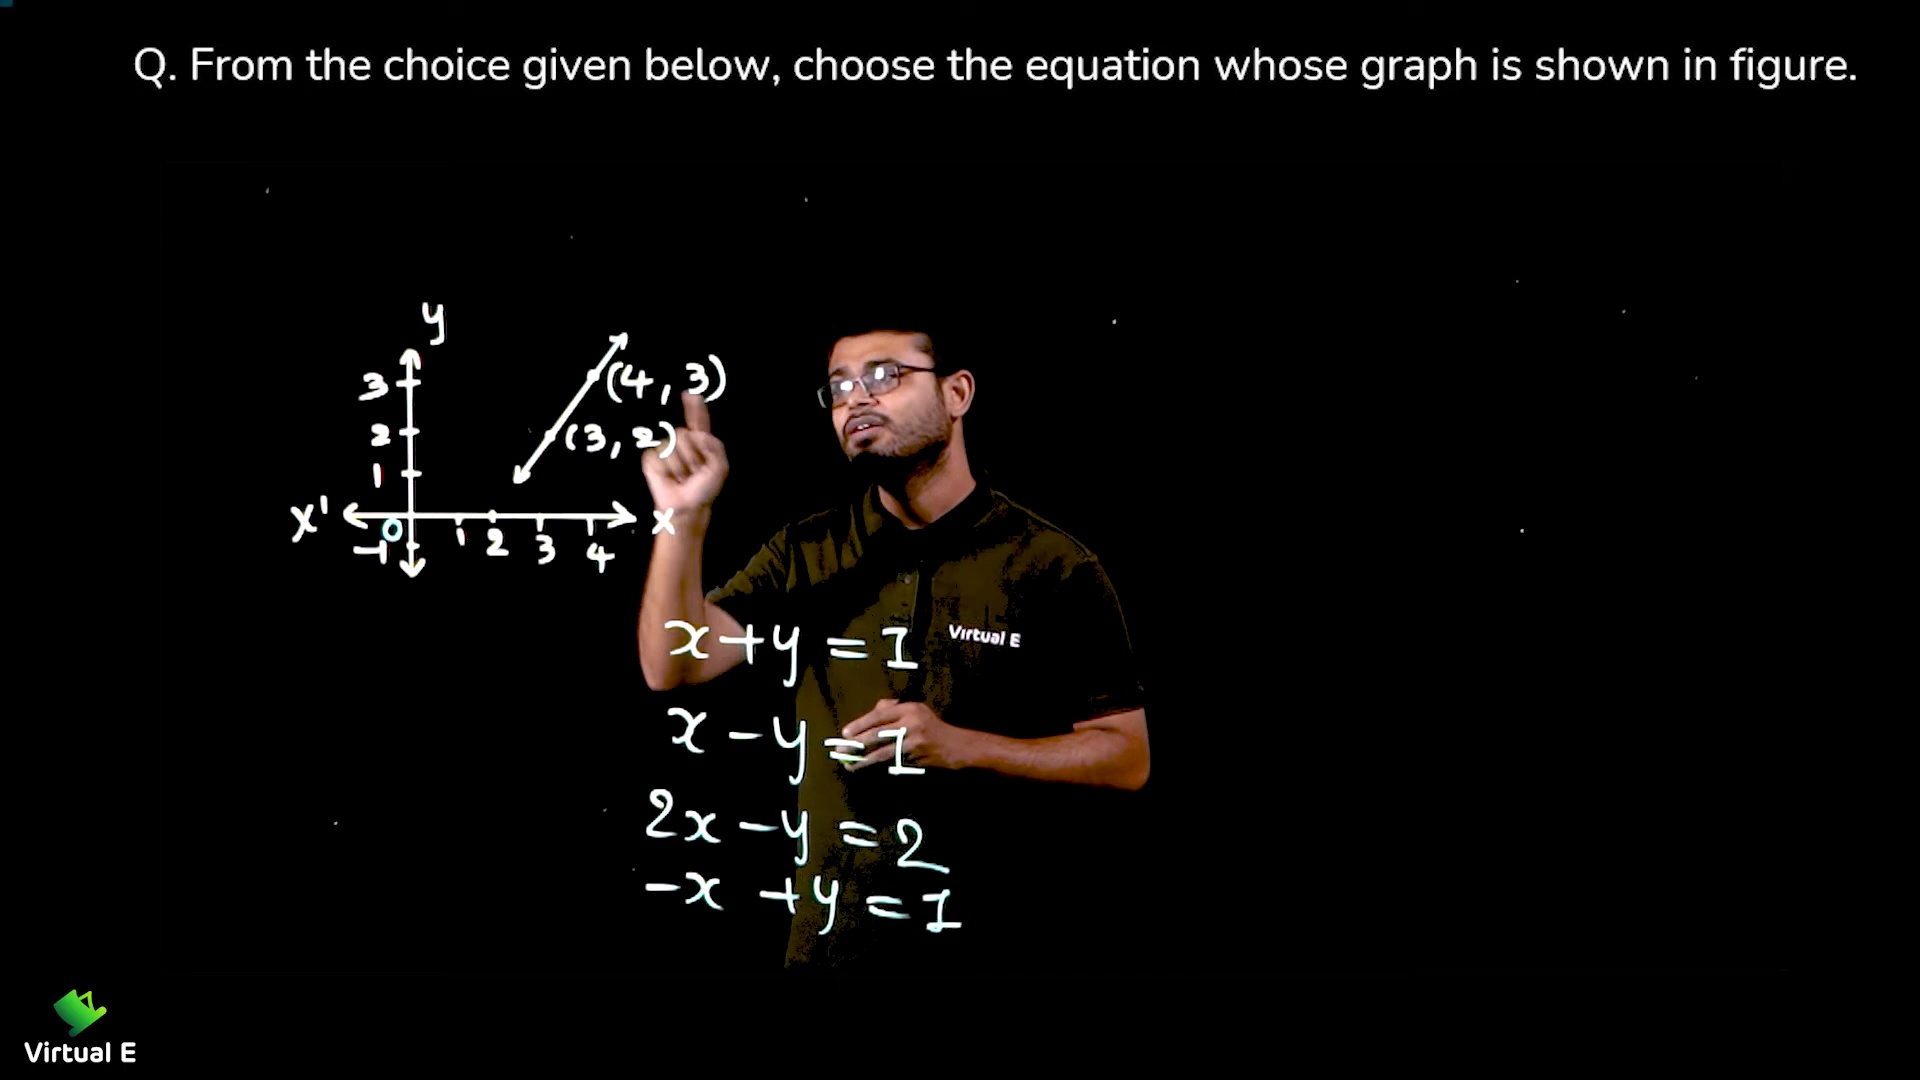 Q. From the choice given below, choose the equation whose graph is shown in figure.
y
3
2
1
(4, 3)
(3, 2)
x'
0
x
-1
1 2 3 4
x + y = 1
Virtual E
x - y = 1
2x - y = 2
-x + y = 1
Virtual E